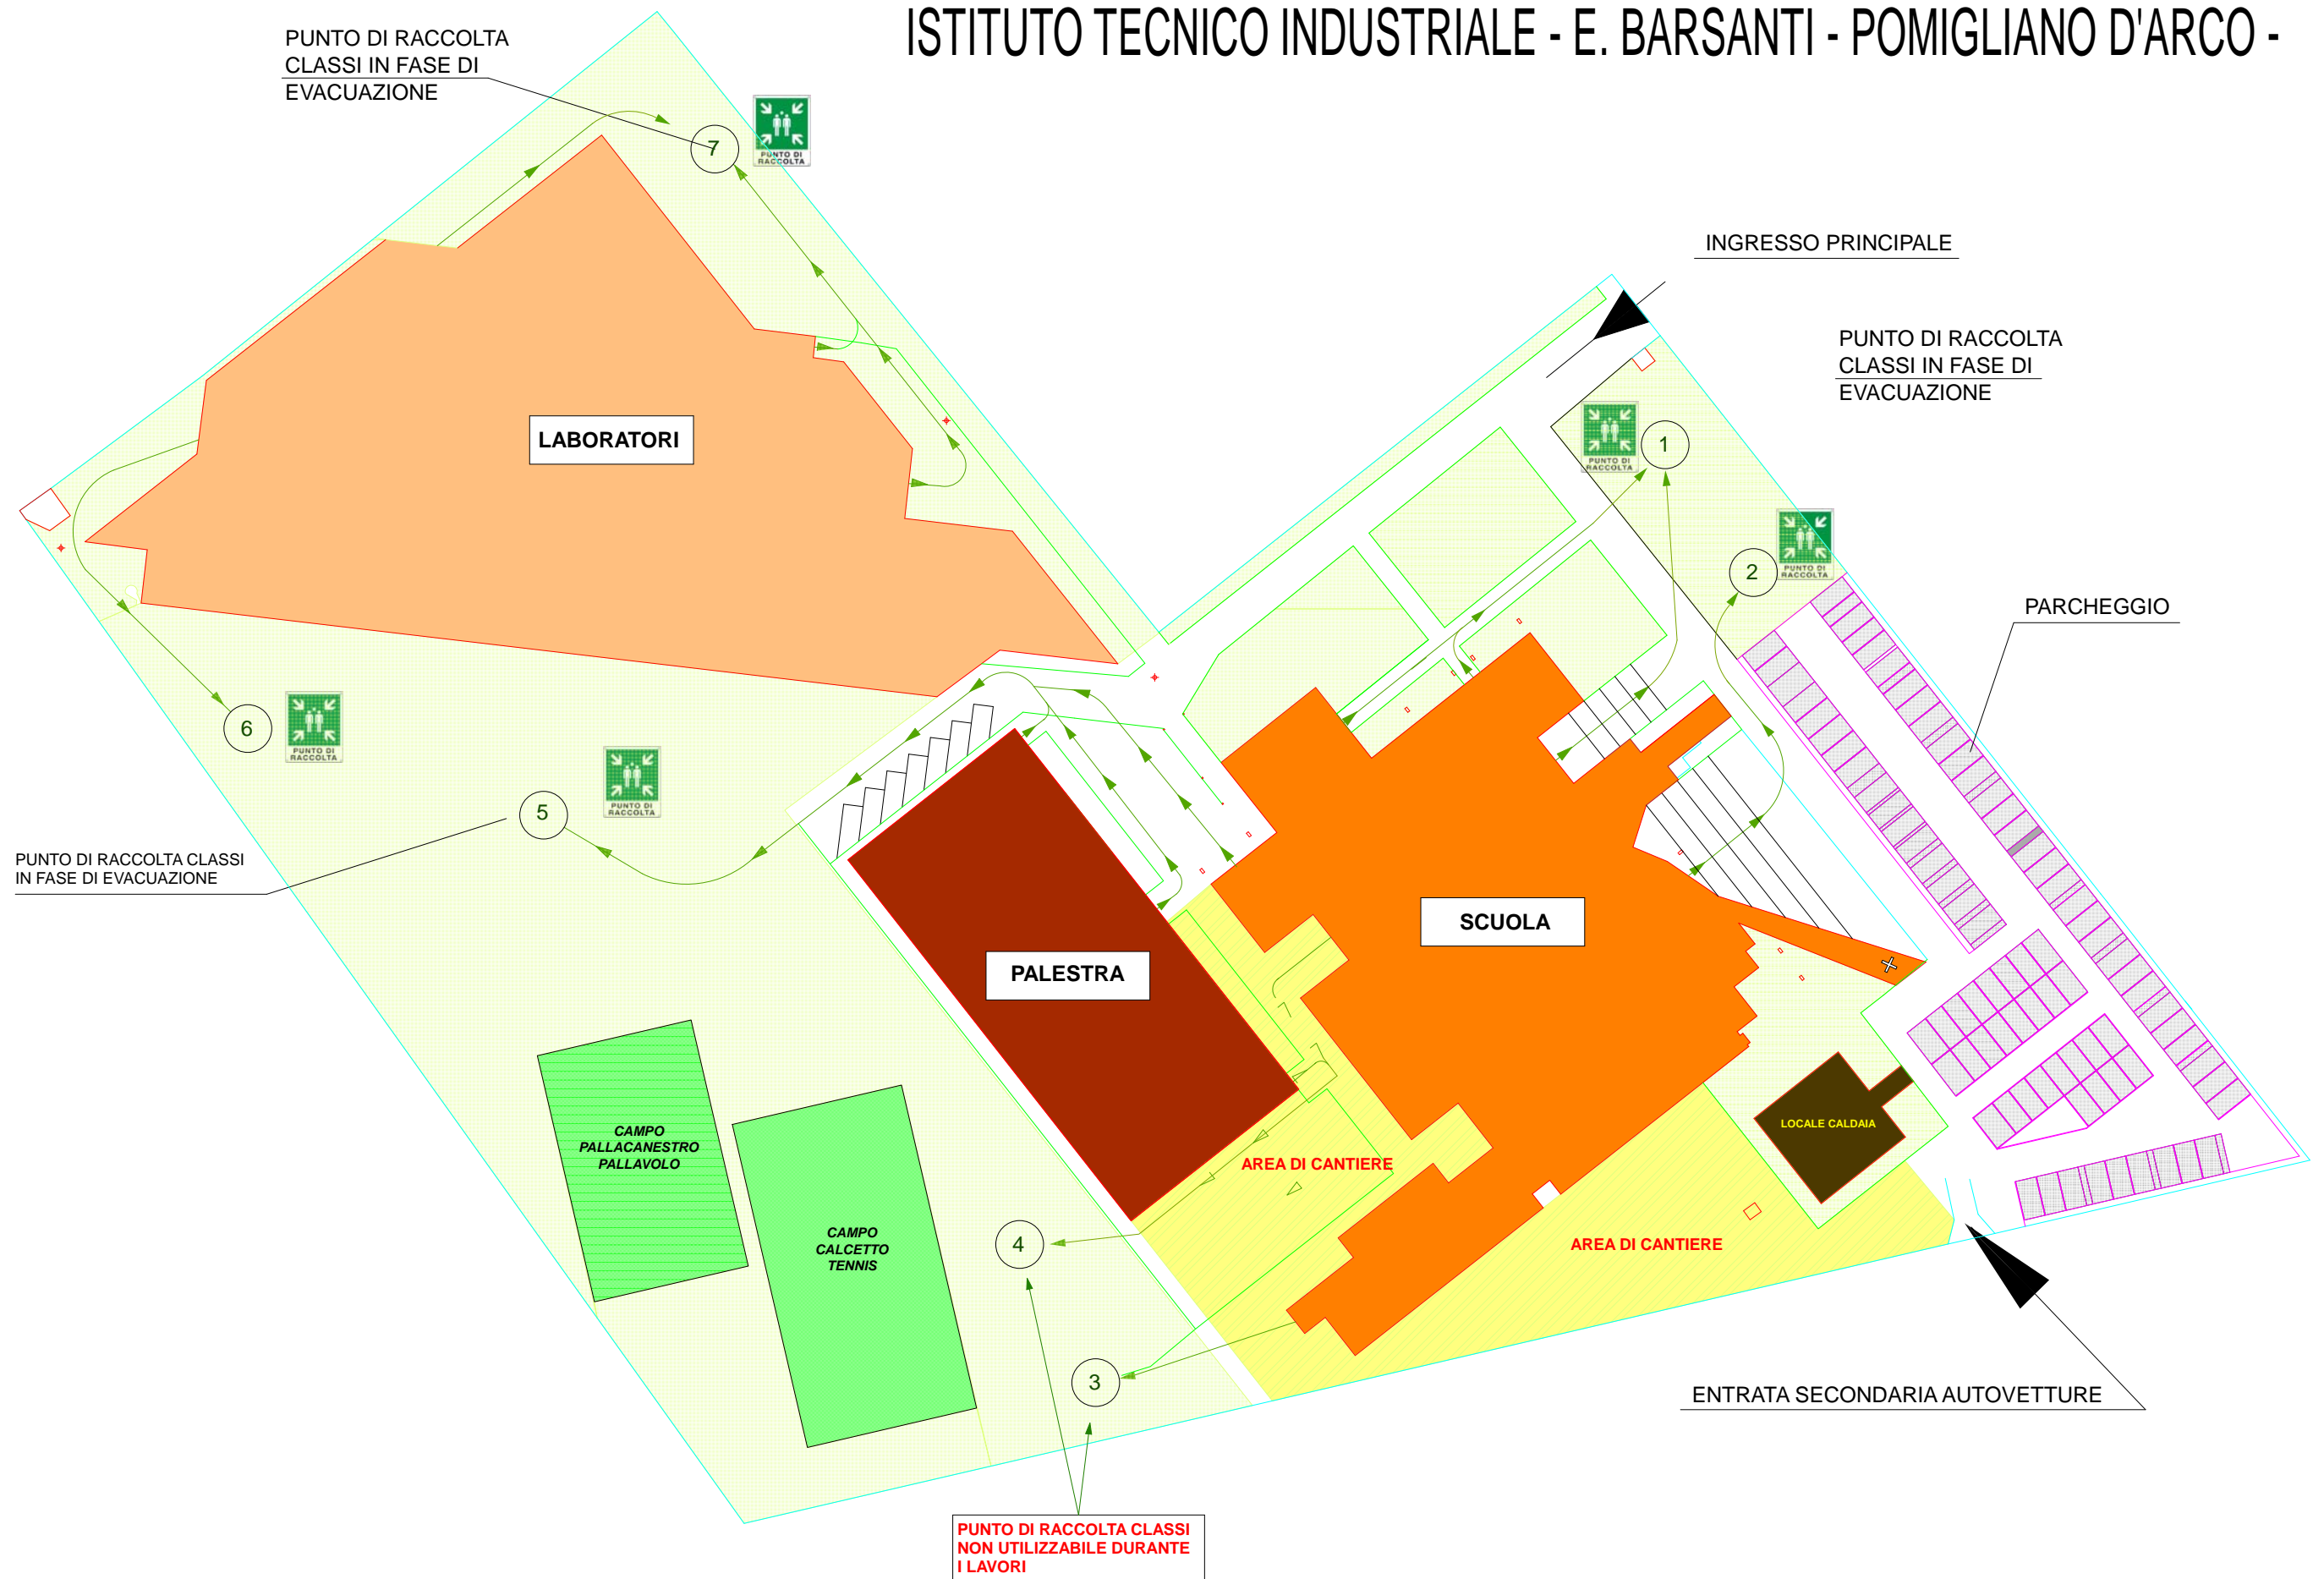 ISTITUTO TECNICO INDUSTRIALE - E. BARSANTI - POMIGLIANO D'ARCO -
PUNTO DI RACCOLTA
CLASSI IN FASE DI
EVACUAZIONE
7
PUNTO DI
RACCOLTA
INGRESSO PRINCIPALE
PUNTO DI RACCOLTA
CLASSI IN FASE DI
EVACUAZIONE
LABORATORI
1
PUNTO DI
RACCOLTA
2
PUNTO DI
RACCOLTA
PARCHEGGIO
6
PUNTO DI
RACCOLTA
5
PUNTO DI
RACCOLTA
PUNTO DI RACCOLTA CLASSI
IN FASE DI EVACUAZIONE
SCUOLA
PALESTRA
CAMPO
PALLACANESTRO
PALLAVOLO
LOCALE CALDAIA
AREA DI CANTIERE
CAMPO
CALCETTO
TENNIS
4
AREA DI CANTIERE
3
ENTRATA SECONDARIA AUTOVETTURE
PUNTO DI RACCOLTA CLASSI
NON UTILIZZABILE DURANTE
I LAVORI